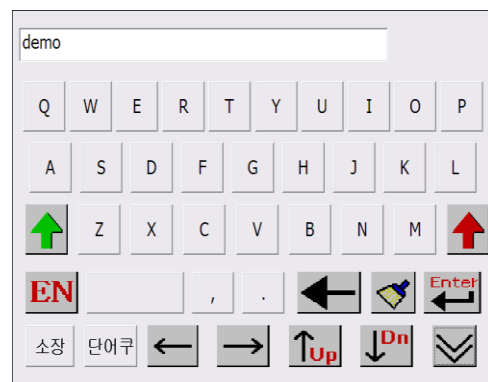 demo
Q W E R T Y U I O P
A S D F G H J K L
Z X C V B N M
EN , . Enter
소장 단어쿠 Up Dn